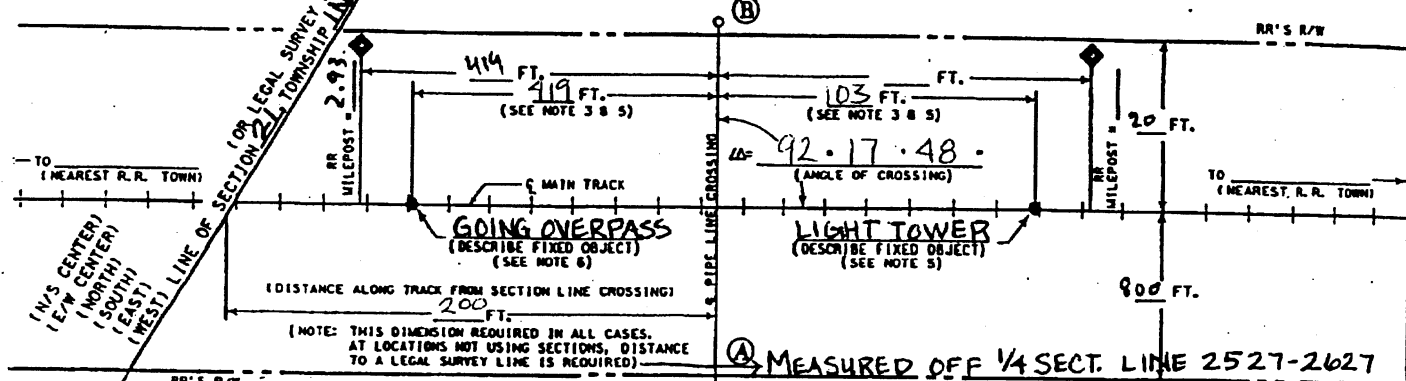 B
RR'S R/W
(OR LEGAL SURVEY
LINE OF SECTION 21, TOWNSHIP 1N
RR MILEPOST = 2.93
419 FT.
FT.
419 FT.
(SEE NOTE 3 & 5)
103 FT.
(SEE NOTE 3 & 5)
RR MILEPOST =
20 FT.
∠A= 92 • 17 • 48 •
(ANGLE OF CROSSING)
TO
(NEAREST R.R. TOWN)
TO
(NEAREST, R.R. TOWN)
℄ MAIN TRACK
℄ PIPE LINE CROSSING
GOING OVERPASS
(DESCRIBE FIXED OBJECT)
(SEE NOTE 6)
LIGHT TOWER
(DESCRIBE FIXED OBJECT)
(SEE NOTE 5)
(N/S CENTER)
(E/W CENTER)
(NORTH)
(SOUTH)
(EAST)
(WEST)
(DISTANCE ALONG TRACK FROM SECTION LINE CROSSING)
200 FT.
800 FT.
(NOTE: THIS DIMENSION REQUIRED IN ALL CASES.
AT LOCATIONS NOT USING SECTIONS, DISTANCE
TO A LEGAL SURVEY LINE IS REQUIRED)
A MEASURED OFF 1/4 SECT. LINE 2527-2627